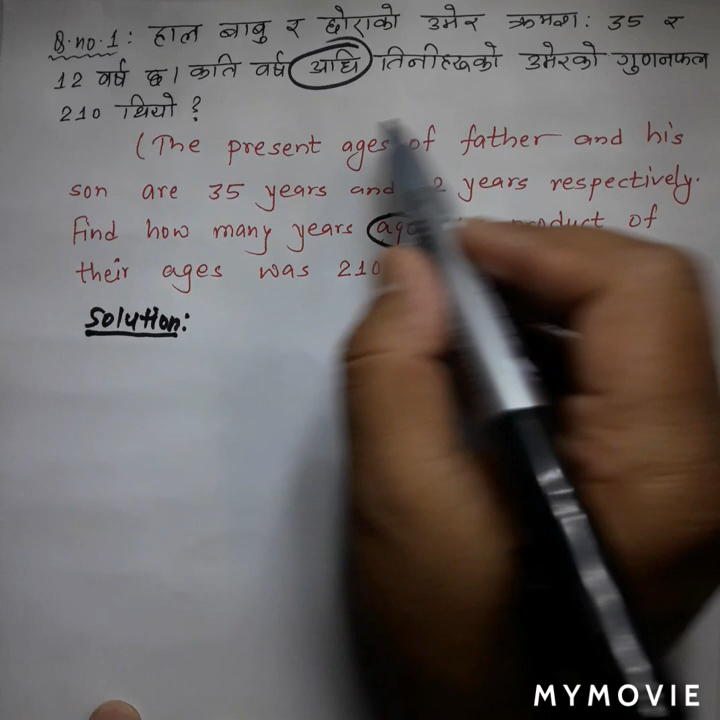 Q.no.1: हाल बाबु र छोराको उमेर क्रमशः 35 र
12 वर्ष छ। कति वर्ष अघि तिनीहरूको उमेरको गुणनफल
210 थियो ?
(The present ages of father and his
son are 35 years and 2 years respectively.
Find how many years ago product of
their ages was 210
Solution:
MYMOVIE